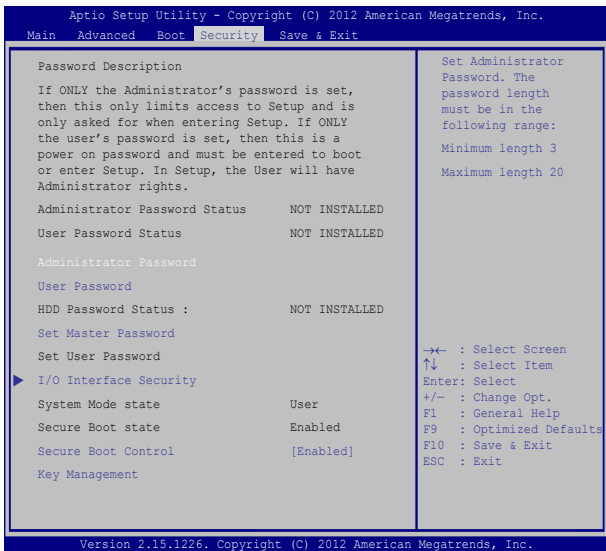 Aptio Setup Utility - Copyright (C) 2012 American Megatrends, Inc.
Main Advanced Boot Security Save & Exit
Password Description
If ONLY the Administrator's password is set,
then this only limits access to Setup and is
only asked for when entering Setup. If ONLY
the user's password is set, then this is a
power on password and must be entered to boot
or enter Setup. In Setup, the User will have
Administrator rights.
Administrator Password Status NOT INSTALLED
User Password Status NOT INSTALLED
Administrator Password
User Password
HDD Password Status : NOT INSTALLED
Set Master Password
Set User Password
I/O Interface Security
System Mode state User
Secure Boot state Enabled
Secure Boot Control [Enabled]
Key Management
Set Administrator
Password. The
password length
must be in the
following range:
Minimum length 3
Maximum length 20
→← : Select Screen
↑↓ : Select Item
Enter: Select
+/— : Change Opt.
F1 : General Help
F9 : Optimized Defaults
F10 : Save & Exit
ESC : Exit
Version 2.15.1226. Copyright (C) 2012 American Megatrends, Inc.